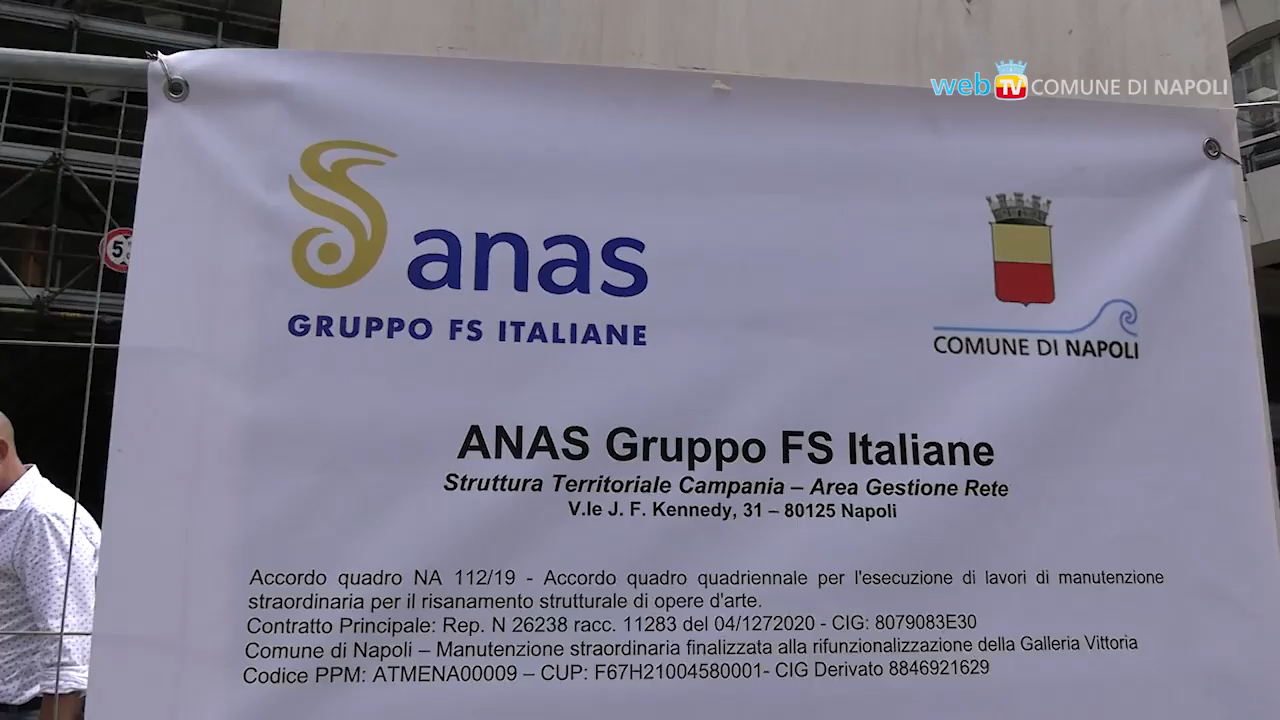 web TV COMUNE DI NAPOLI
anas
GRUPPO FS ITALIANE
COMUNE DI NAPOLI
5
ANAS Gruppo FS Italiane
Struttura Territoriale Campania – Area Gestione Rete
V.le J. F. Kennedy, 31 – 80125 Napoli
Accordo quadro NA 112/19 - Accordo quadro quadriennale per l'esecuzione di lavori di manutenzione
straordinaria per il risanamento strutturale di opere d'arte.
Contratto Principale: Rep. N 26238 racc. 11283 del 04/1272020 - CIG: 8079083E30
Comune di Napoli – Manutenzione straordinaria finalizzata alla rifunzionalizzazione della Galleria Vittoria
Codice PPM: ATMENA00009 – CUP: F67H21004580001- CIG Derivato 8846921629